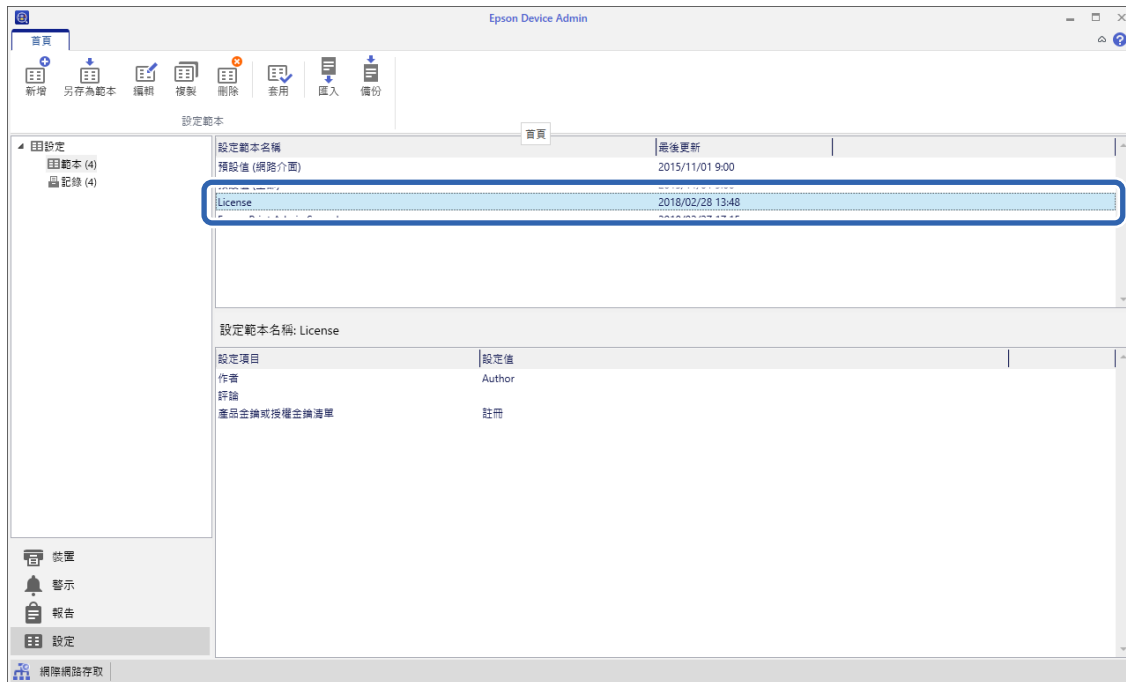 Epson Device Admin
首頁
新增 另存為範本 編輯 複製 刪除 套用 匯入 備份
設定範本
首頁
設定
範本 (4)
記錄 (4)
設定範本名稱 最後更新
預設值 (網路介面) 2015/11/01 9:00
License 2018/02/28 13:48
設定範本名稱: License
設定項目 設定值
作者 Author
評論
產品金鑰或授權金鑰清單 註冊
裝置
警示
報告
設定
網際網路存取